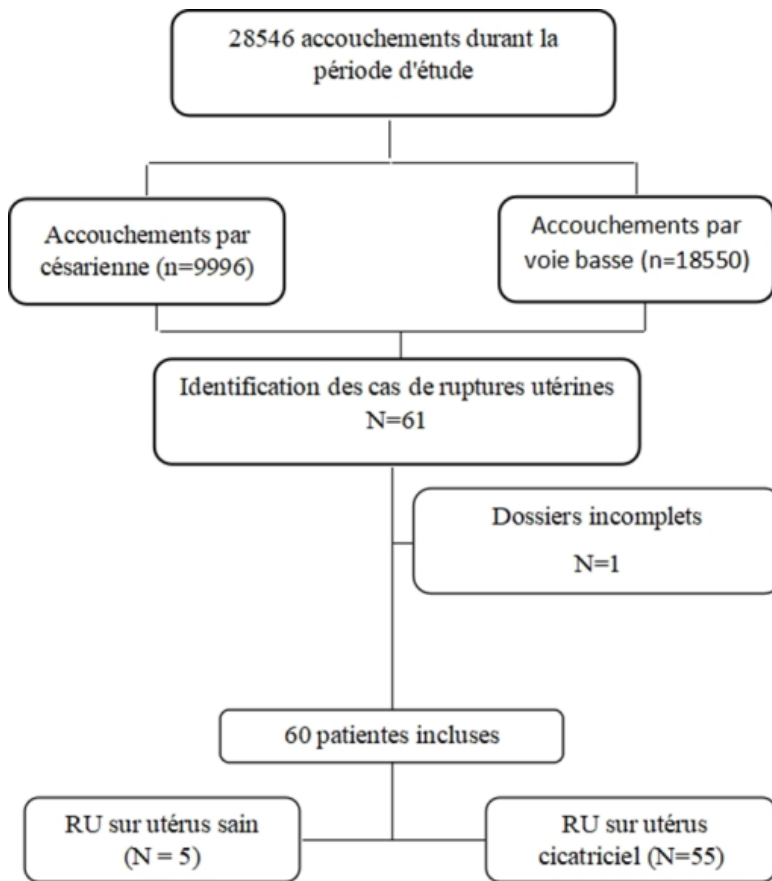 28546 accouchements durant la
période d'étude
Accouchements par
césarienne (n=9996)
Accouchements par
voie basse (n=18550)
Identification des cas de ruptures utérines
N=61
Dossiers incomplets
N=1
60 patientes incluses
RU sur utérus sain
(N = 5)
RU sur utérus
cicatriciel (N=55)